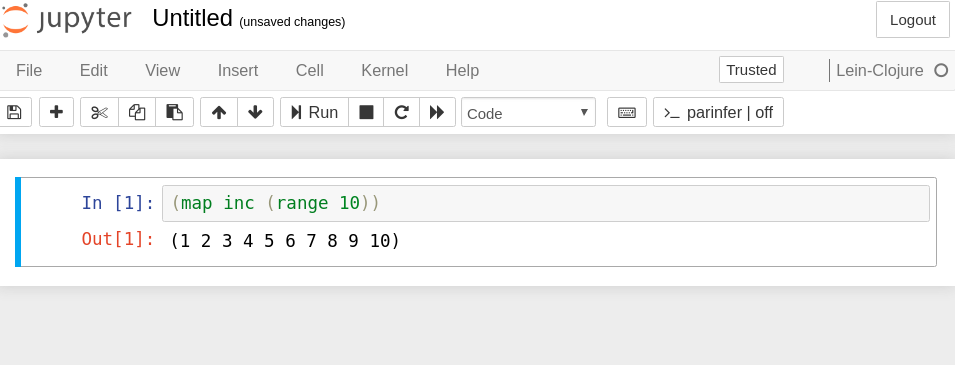 jupyter Untitled (unsaved changes) Logout
File Edit View Insert Cell Kernel Help Trusted Lein-Clojure
Run Code parinfer | off
In [1]: (map inc (range 10))
Out[1]: (1 2 3 4 5 6 7 8 9 10)